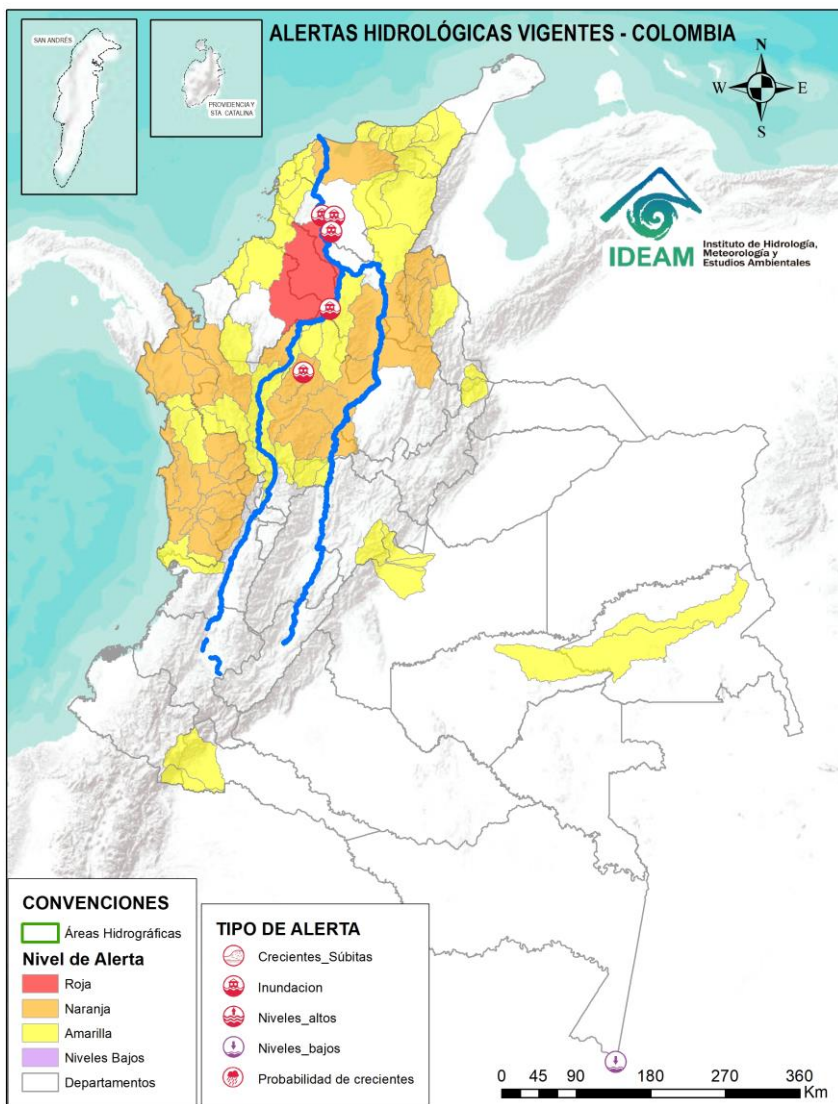 ALERTAS HIDROLÓGICAS VIGENTES - COLOMBIA
SAN ANDRÉS
PROVIDENCIA Y
STA. CATALINA
N
W
E
S
IDEAM
Instituto de Hidrología,
Meteorología y
Estudios Ambientales
CONVENCIONES
Áreas Hidrográficas
Nivel de Alerta
Roja
Naranja
Amarilla
Niveles Bajos
Departamentos
TIPO DE ALERTA
Crecientes_Súbitas
Inundacion
Niveles_altos
Niveles_bajos
Probabilidad de crecientes
0 45 90 180 270 360
Km